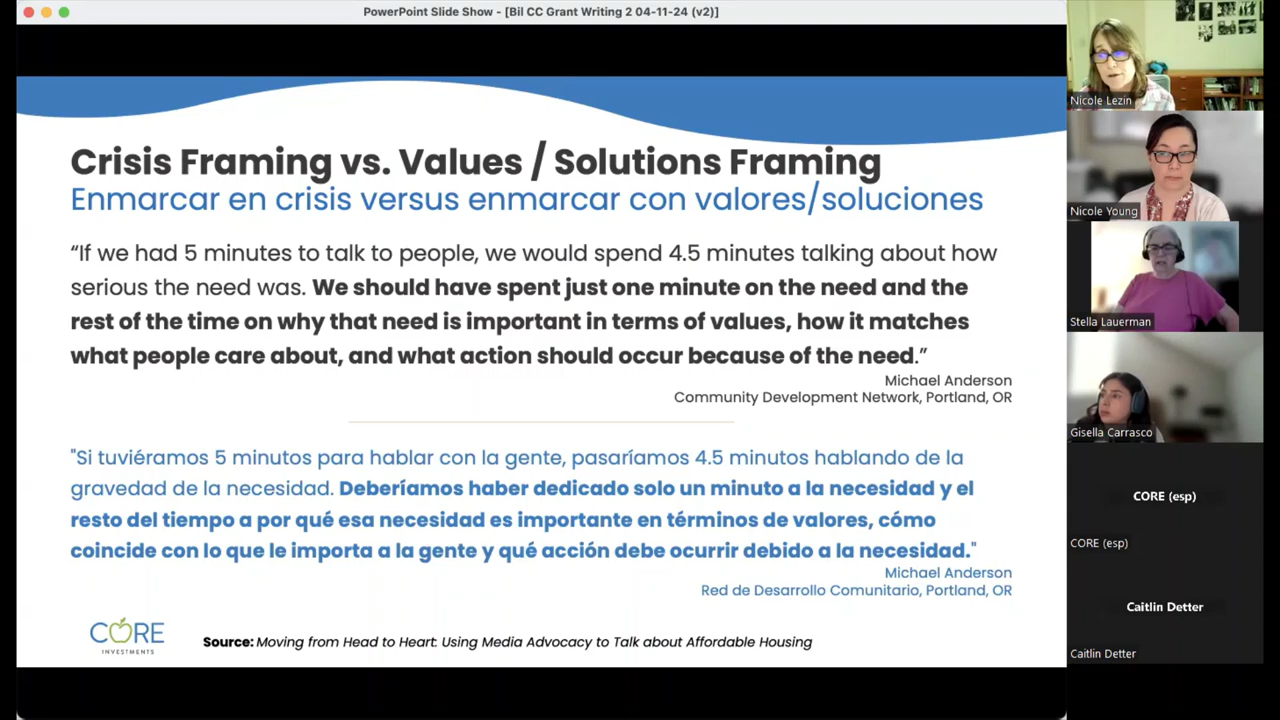 PowerPoint Slide Show - [Bil CC Grant Writing 2 04-11-24 (v2)]
Crisis Framing vs. Values / Solutions Framing
Enmarcar en crisis versus enmarcar con valores/soluciones
“If we had 5 minutes to talk to people, we would spend 4.5 minutes talking about how
serious the need was. We should have spent just one minute on the need and the
rest of the time on why that need is important in terms of values, how it matches
what people care about, and what action should occur because of the need.”
Michael Anderson
Community Development Network, Portland, OR
"Si tuviéramos 5 minutos para hablar con la gente, pasaríamos 4.5 minutos hablando de la
gravedad de la necesidad. Deberíamos haber dedicado solo un minuto a la necesidad y el
resto del tiempo a por qué esa necesidad es importante en términos de valores, cómo
coincide con lo que le importa a la gente y qué acción debe ocurrir debido a la necesidad."
Michael Anderson
Red de Desarrollo Comunitario, Portland, OR
CORE
INVESTMENTS
Source: Moving from Head to Heart: Using Media Advocacy to Talk about Affordable Housing
Nicole Lezin
Nicole Young
Stella Lauerman
Gisella Carrasco
CORE (esp)
CORE (esp)
Caitlin Detter
Caitlin Detter